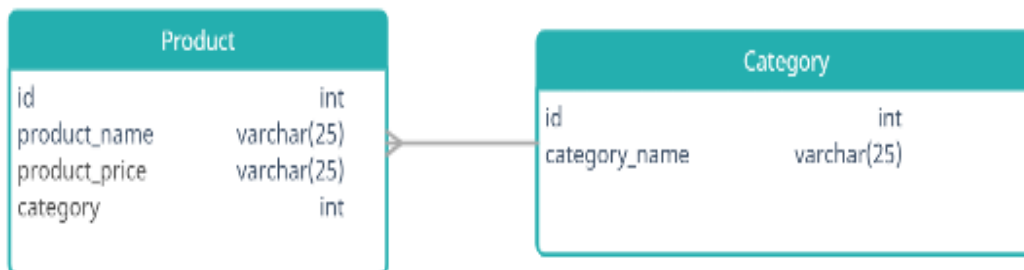 Product
id int
product_name varchar(25)
product_price varchar(25)
category int
Category
id int
category_name varchar(25)